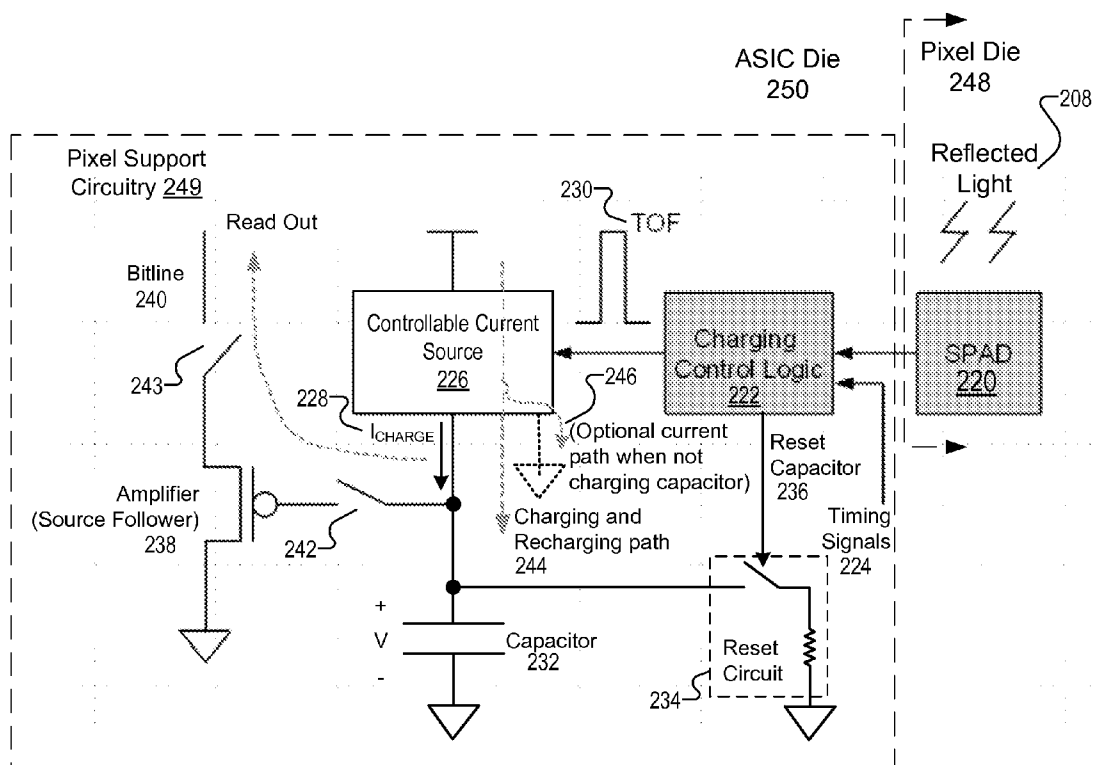 ASIC Die
250
Pixel Die
248
208
Reflected
Light
Pixel Support
Circuitry 249
Read Out
230
TOF
Bitline
240
243
Controllable Current
Source
226
Charging
Control Logic
222
SPAD
220
228
I CHARGE
246
(Optional current
path when not
charging capacitor)
Reset
Capacitor
236
Timing
Signals
224
Amplifier
(Source Follower)
238
242
Charging and
Recharging path
244
+
V
-
Capacitor
232
Reset
Circuit
234